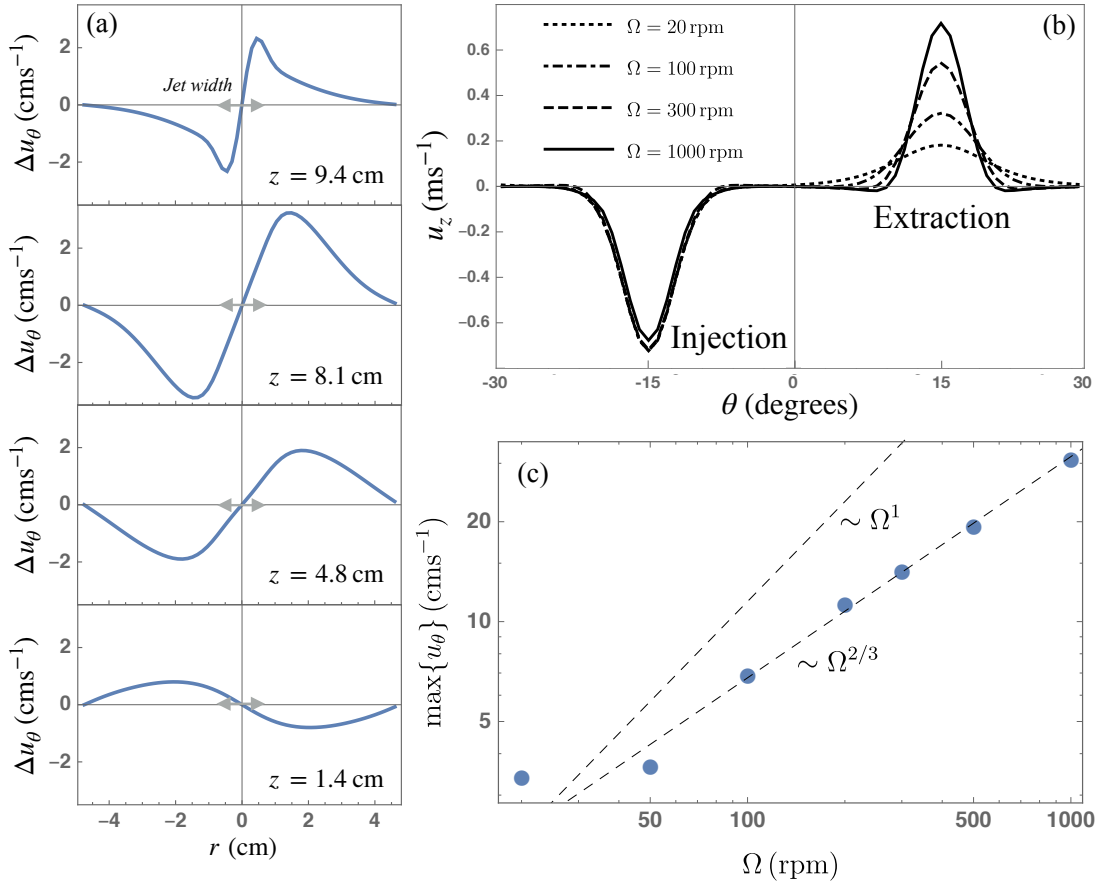 (a)
Δu_θ (cms⁻¹)
2
0
-2
Jet width
z = 9.4 cm
Δu_θ (cms⁻¹)
2
0
-2
z = 8.1 cm
Δu_θ (cms⁻¹)
2
0
-2
z = 4.8 cm
Δu_θ (cms⁻¹)
2
0
-2
z = 1.4 cm
-4 -2 0 2 4
r (cm)
(b)
Ω = 20 rpm
Ω = 100 rpm
Ω = 300 rpm
Ω = 1000 rpm
u_z (ms⁻¹)
0.6
0.4
0.2
0.
-0.2
-0.4
-0.6
Extraction
Injection
-30 -15 0 15 30
θ (degrees)
(c)
max{u_θ} (cms⁻¹)
20
10
5
~ Ω¹
~ Ω^{2/3}
50 100 500 1000
Ω (rpm)